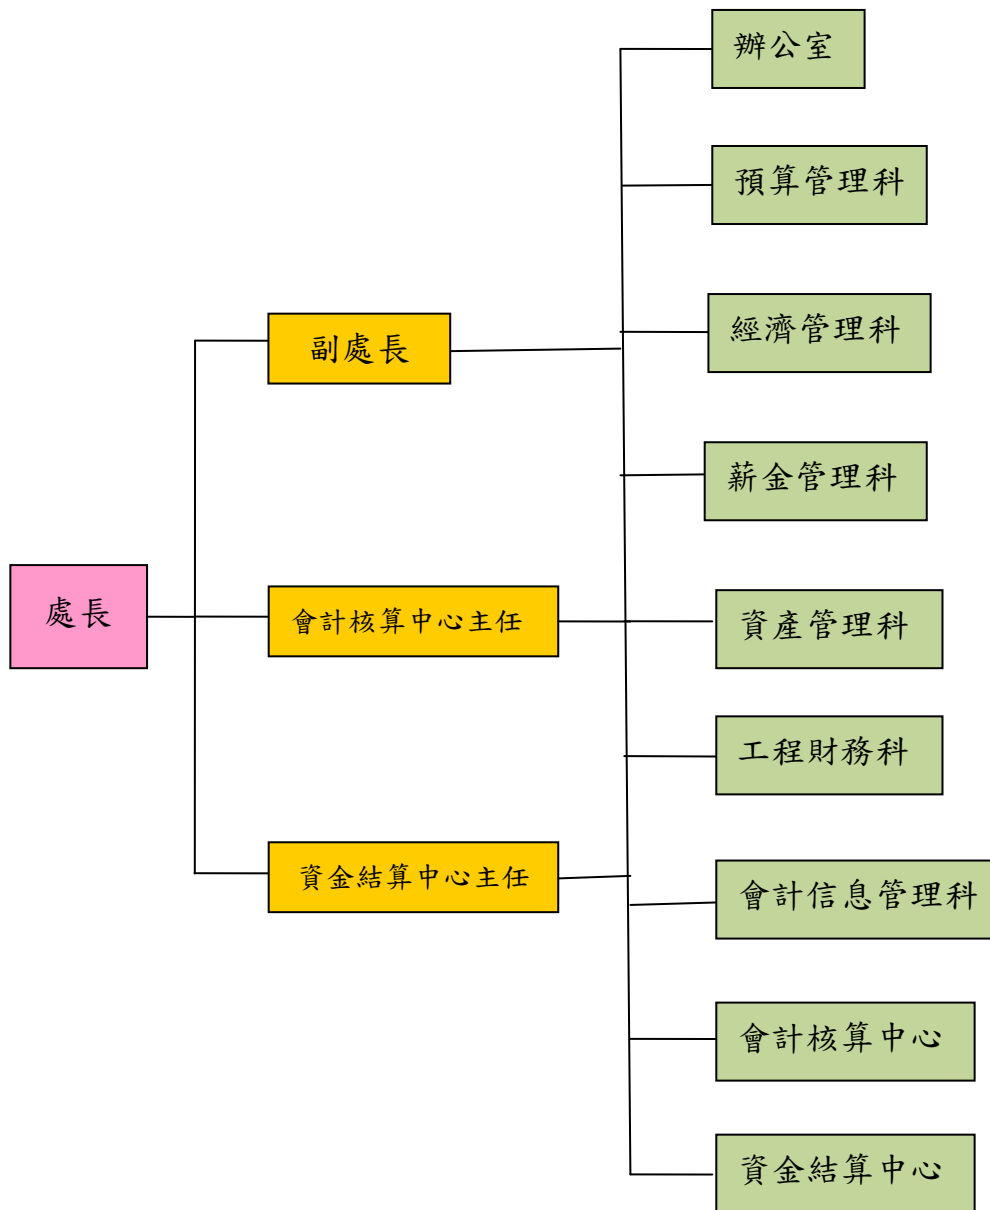 處長
副處長
會計核算中心主任
資金結算中心主任
辦公室
預算管理科
經濟管理科
薪金管理科
資產管理科
工程財務科
會計信息管理科
會計核算中心
資金結算中心